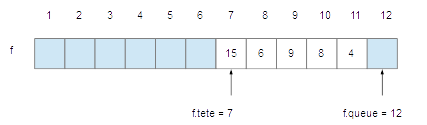 1 2 3 4 5 6 7 8 9 10 11 12
f 15 6 9 8 4
f.tete = 7 f.queue = 12